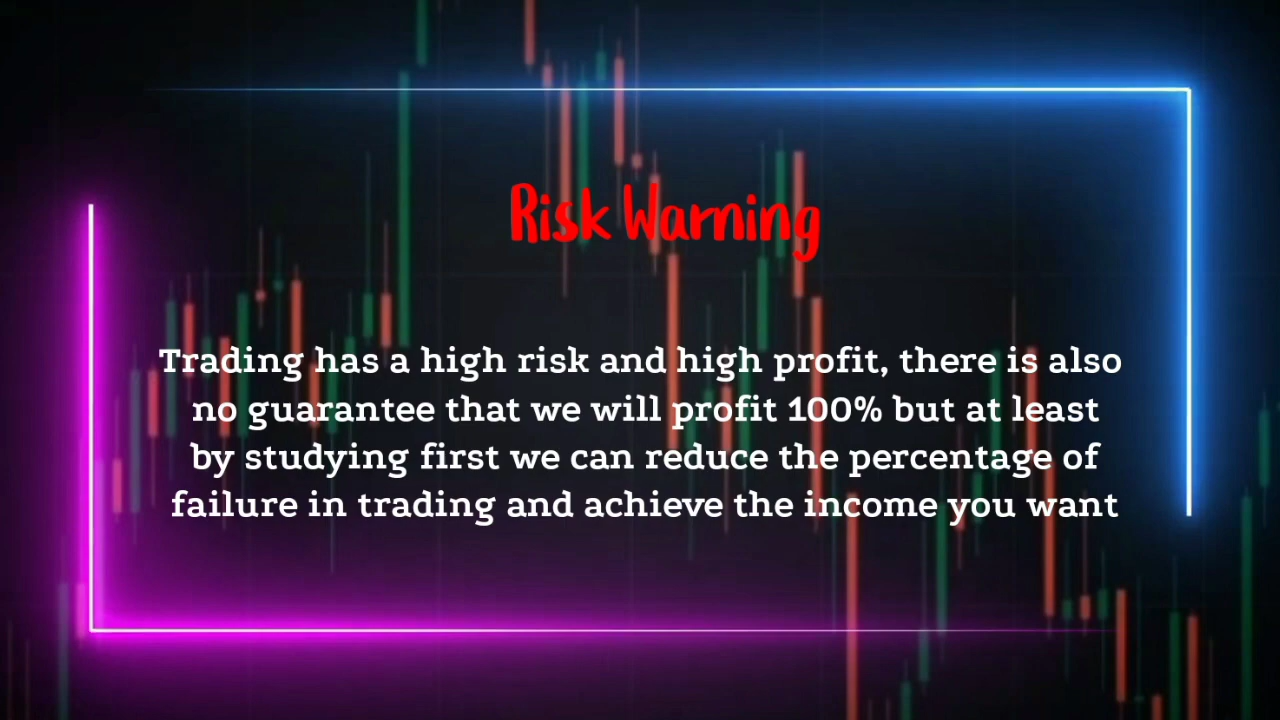 Risk Warning
Trading has a high risk and high profit, there is also
no guarantee that we will profit 100% but at least
by studying first we can reduce the percentage of
failure in trading and achieve the income you want